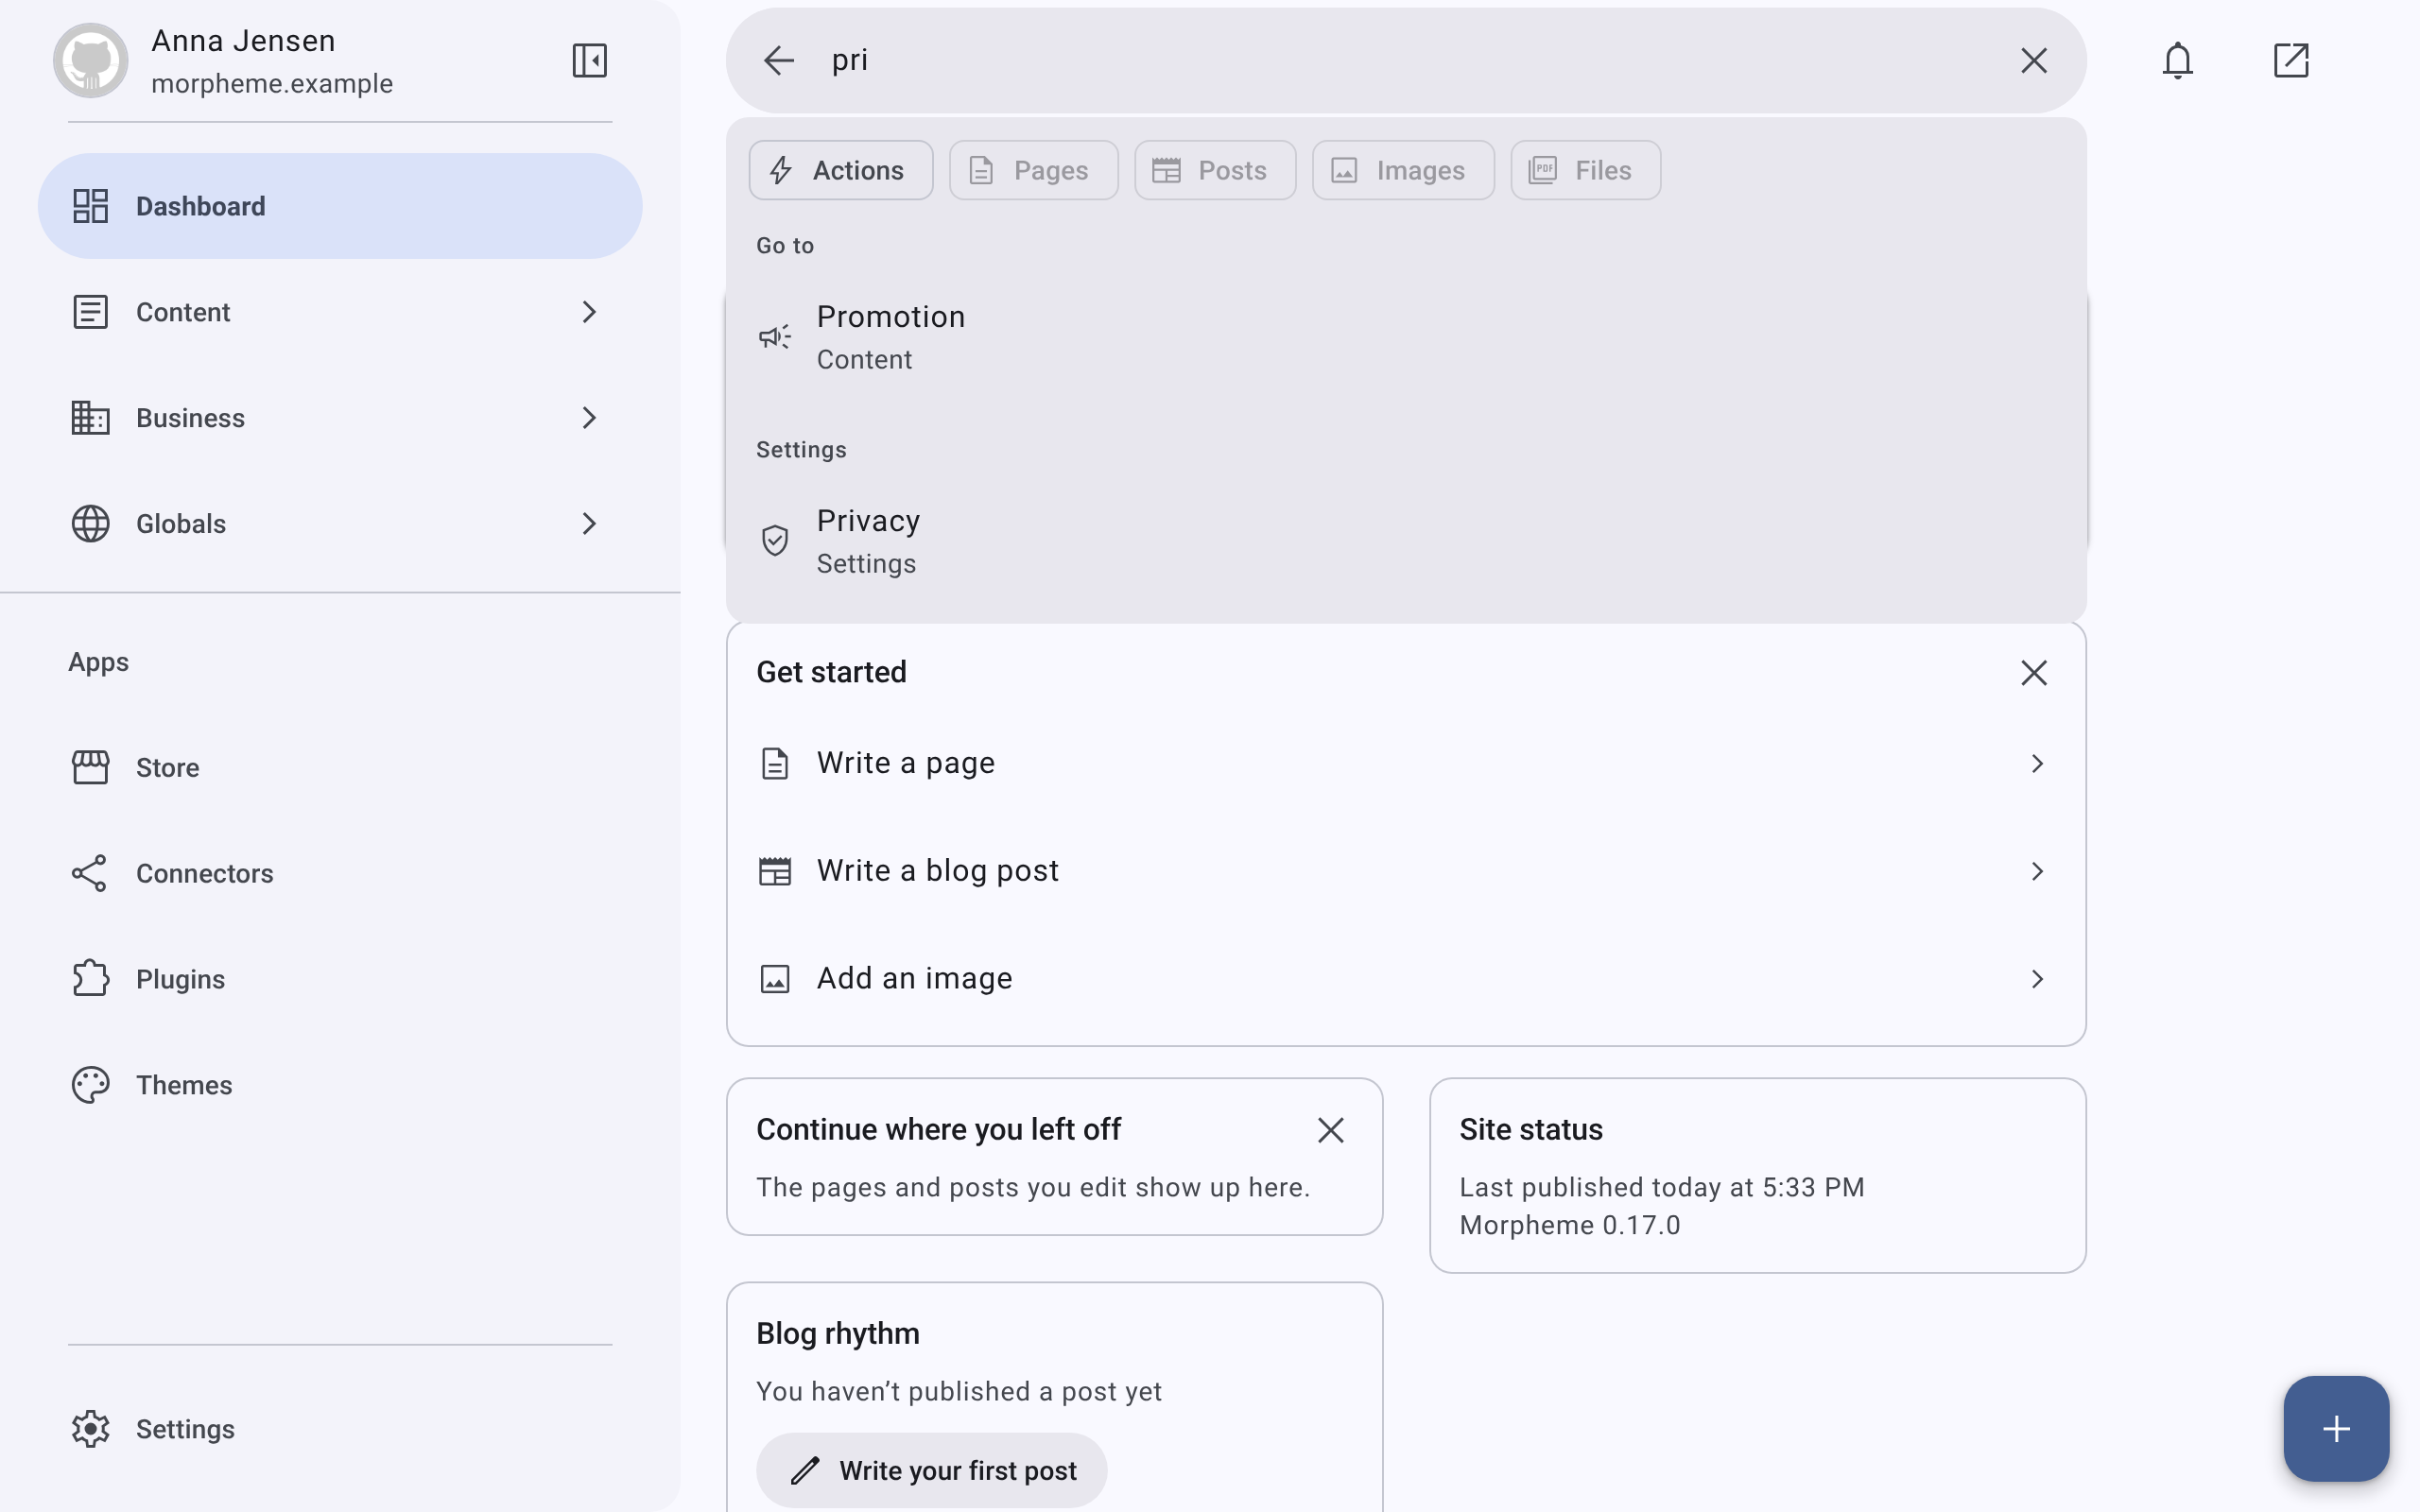 Anna Jensen
morpheme.example
Dashboard
Content
Business
Globals
Apps
Store
Connectors
Plugins
Themes
Settings
pri
Actions
Pages
Posts
Images
PDF
Files
Go to
Promotion
Content
Settings
Privacy
Settings
Get started
Write a page
Write a blog post
Add an image
Continue where you left off
The pages and posts you edit show up here.
Site status
Last published today at 5:33 PM
Morpheme 0.17.0
Blog rhythm
You haven’t published a post yet
Write your first post